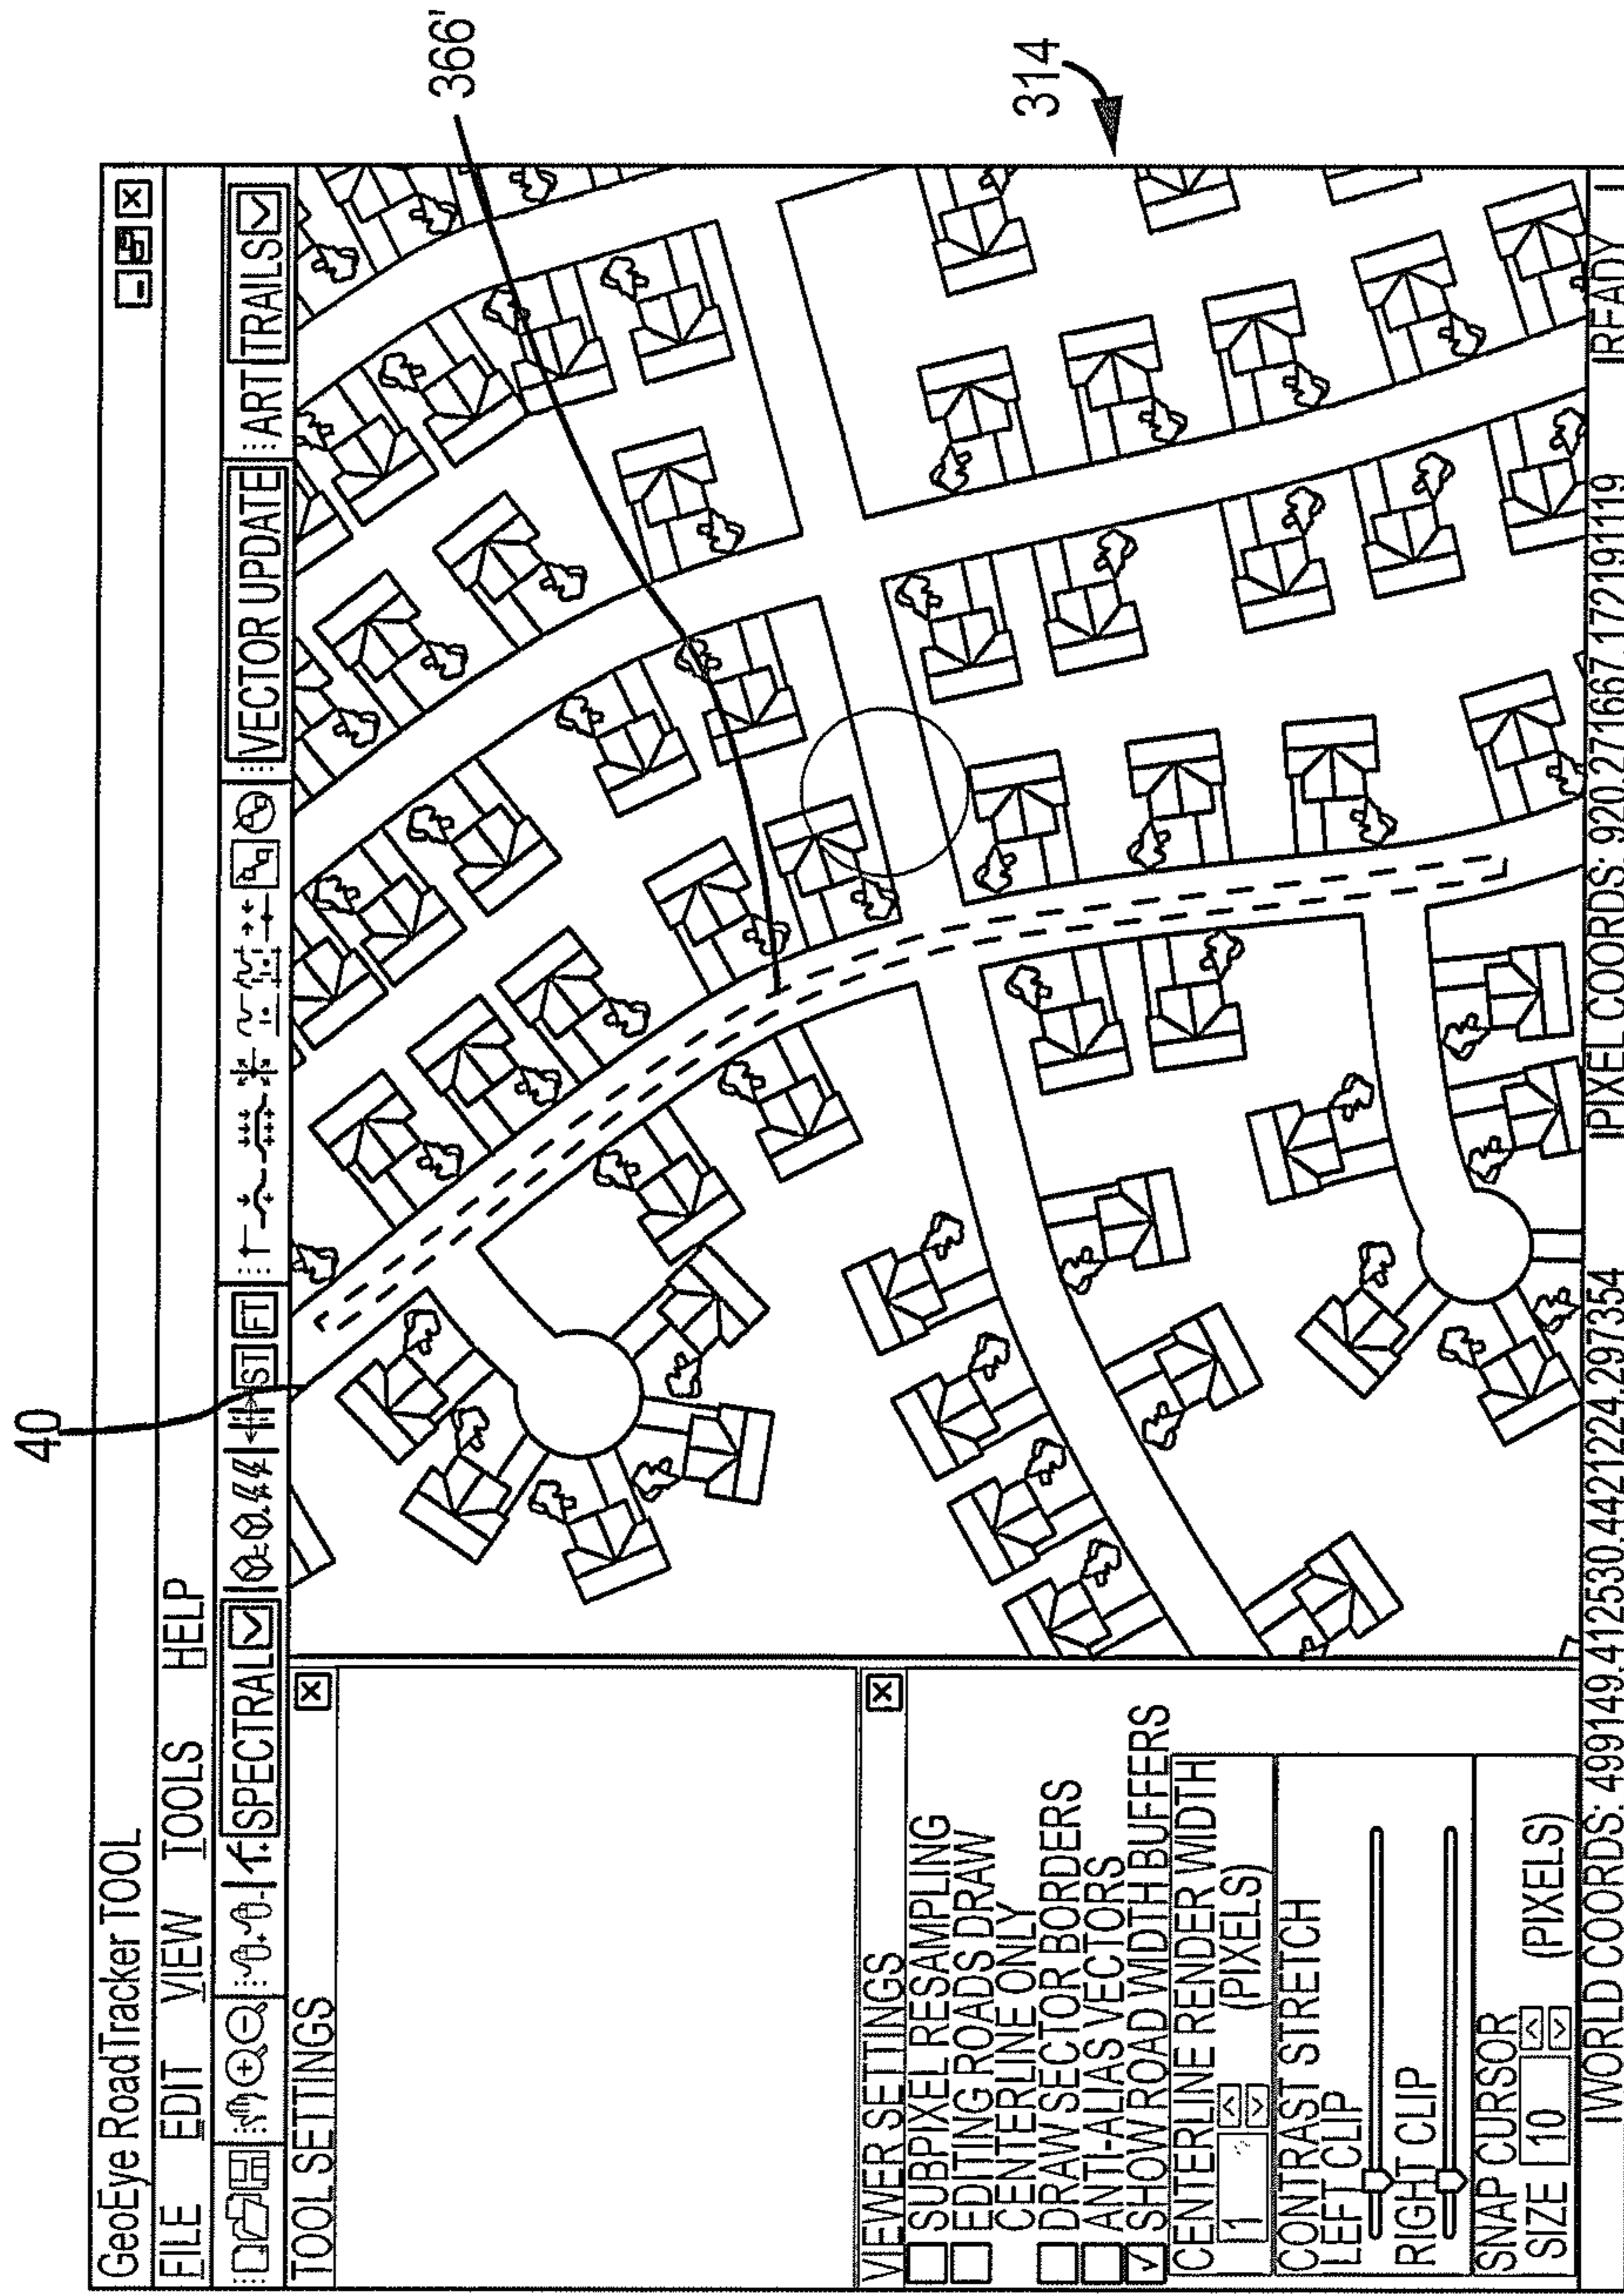 40
366'
314
GeoEye RoadTracker TOOL
FILE EDIT VIEW TOOLS HELP
SPECTRAL ST FT VECTOR UPDATE ART TRAILS
TOOL SETTINGS
VIEWER SETTINGS
SUBPIXEL RESAMPLING
EDITING ROADS DRAW
CENTERLINE ONLY
DRAW SECTOR BORDERS
ANTI-ALIAS VECTORS
SHOW ROAD WIDTH BUFFERS
CENTERLINE RENDER WIDTH
1 (PIXELS)
CONTRAST STRETCH
LEFT CLIP
RIGHT CLIP
SNAP CURSOR
SIZE 10 (PIXELS)
WORLD COORDS: 499149.412530.4421224.297354 PIXEL COORDS: 920.271667.172191119 READY